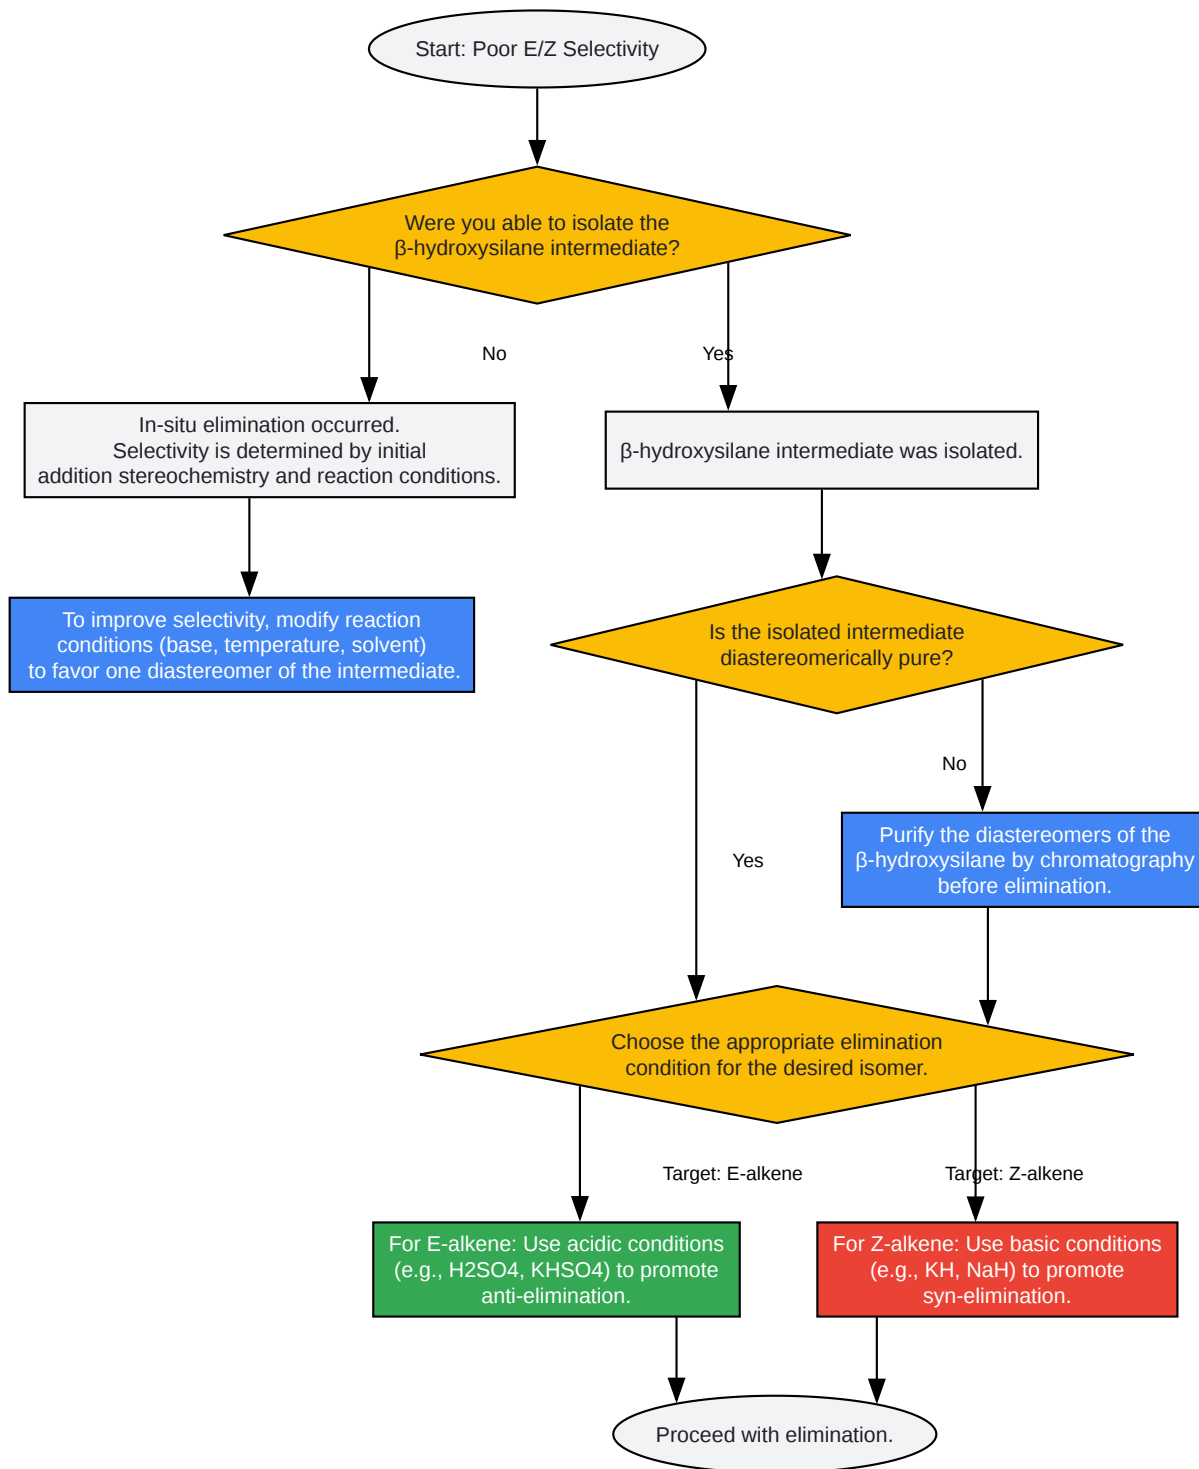 Start: Poor E/Z Selectivity
Were you able to isolate the
β-hydroxysilane intermediate?
No
Yes
In-situ elimination occurred.
Selectivity is determined by initial
addition stereochemistry and reaction conditions.
β-hydroxysilane intermediate was isolated.
To improve selectivity, modify reaction
conditions (base, temperature, solvent)
to favor one diastereomer of the intermediate.
Is the isolated intermediate
diastereomerically pure?
No
Yes
Purify the diastereomers of the
β-hydroxysilane by chromatography
before elimination.
Choose the appropriate elimination
condition for the desired isomer.
Target: E-alkene
Target: Z-alkene
For E-alkene: Use acidic conditions
(e.g., H2SO4, KHSO4) to promote
anti-elimination.
For Z-alkene: Use basic conditions
(e.g., KH, NaH) to promote
syn-elimination.
Proceed with elimination.